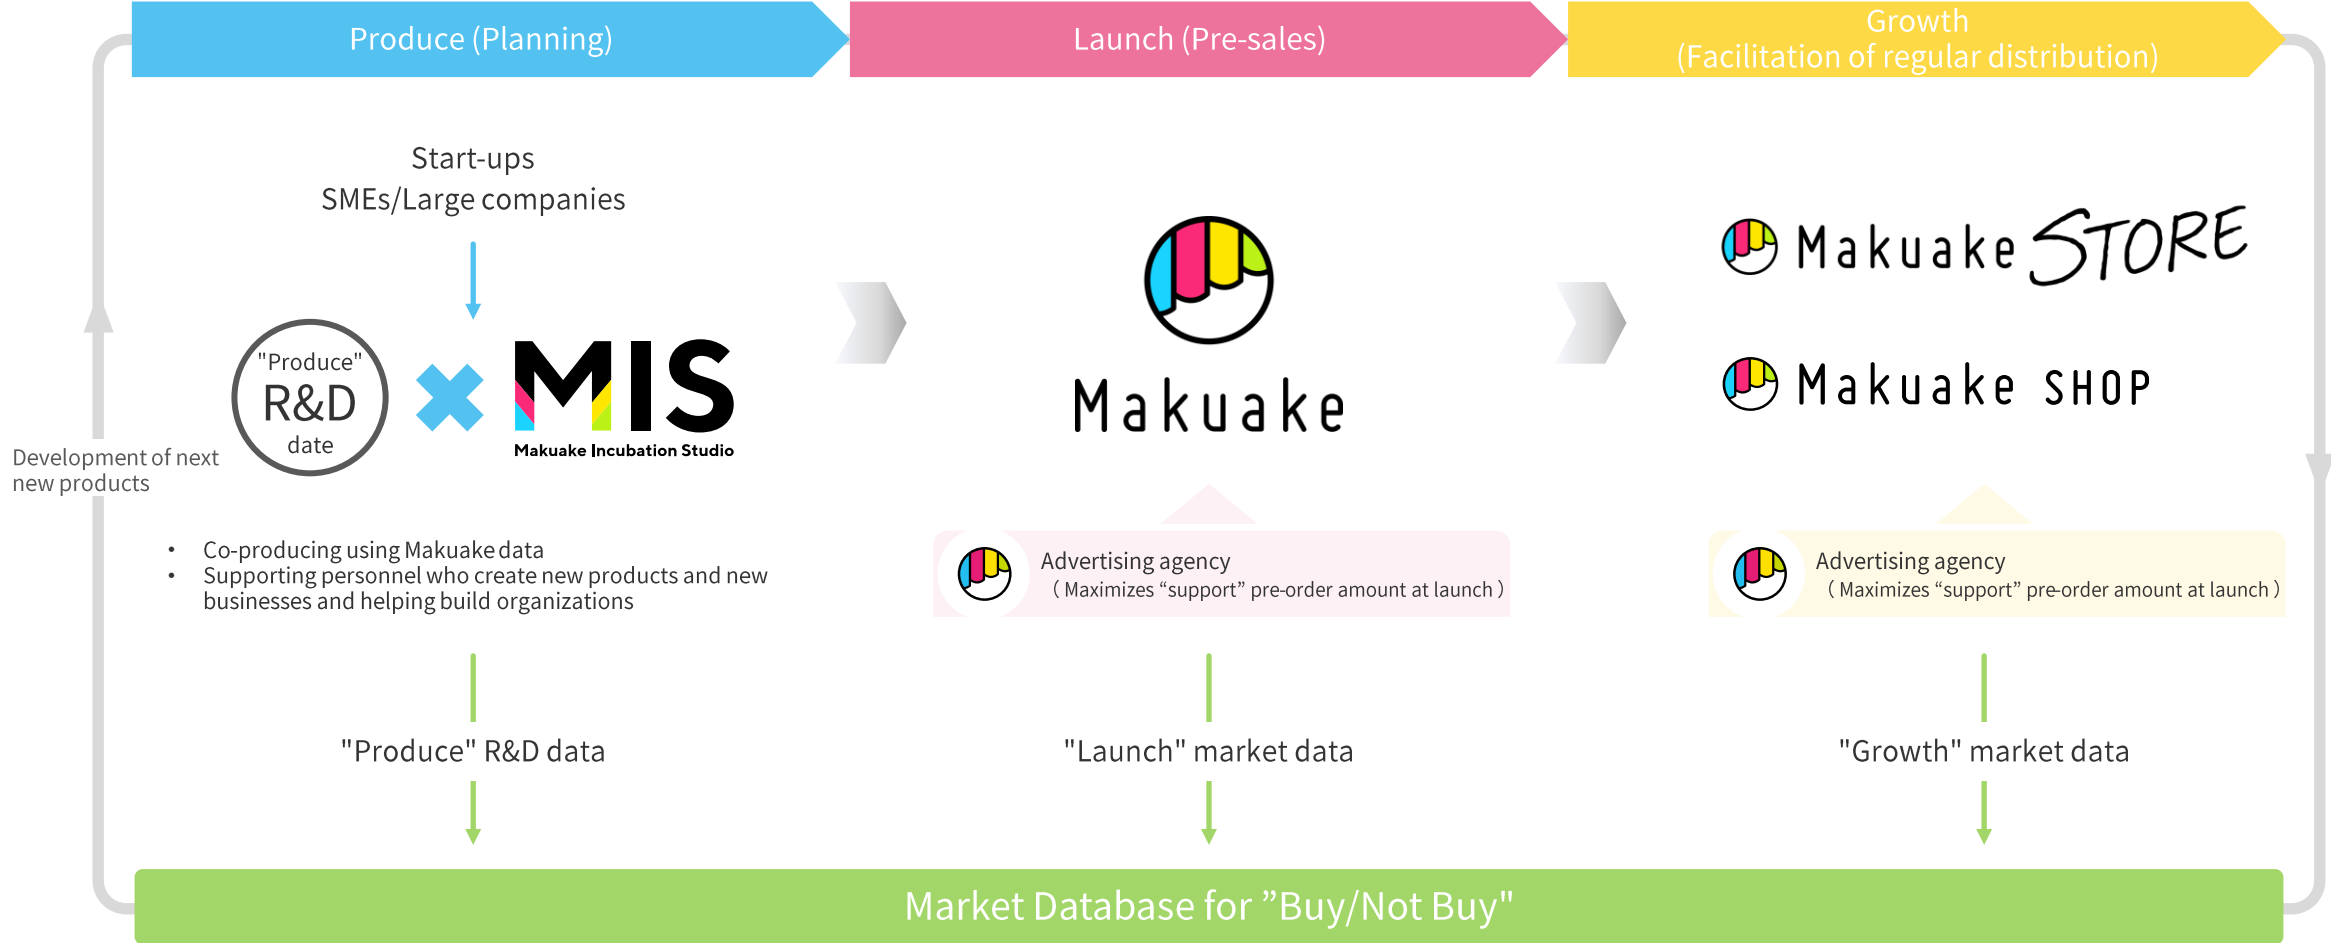 Produce (Planning)
Launch (Pre-sales)
Growth
(Facilitation of regular distribution)
Start-ups
SMEs/Large companies
"Produce"
R&D
date
MIS
Makuake Incubation Studio
Makuake
Makuake STORE
Makuake SHOP
Development of next
new products
• Co-producing using Makuake data
• Supporting personnel who create new products and new
businesses and helping build organizations
Advertising agency
( Maximizes “support” pre-order amount at launch )
Advertising agency
( Maximizes “support” pre-order amount at launch )
"Produce" R&D data
"Launch" market data
"Growth" market data
Market Database for ”Buy/Not Buy"